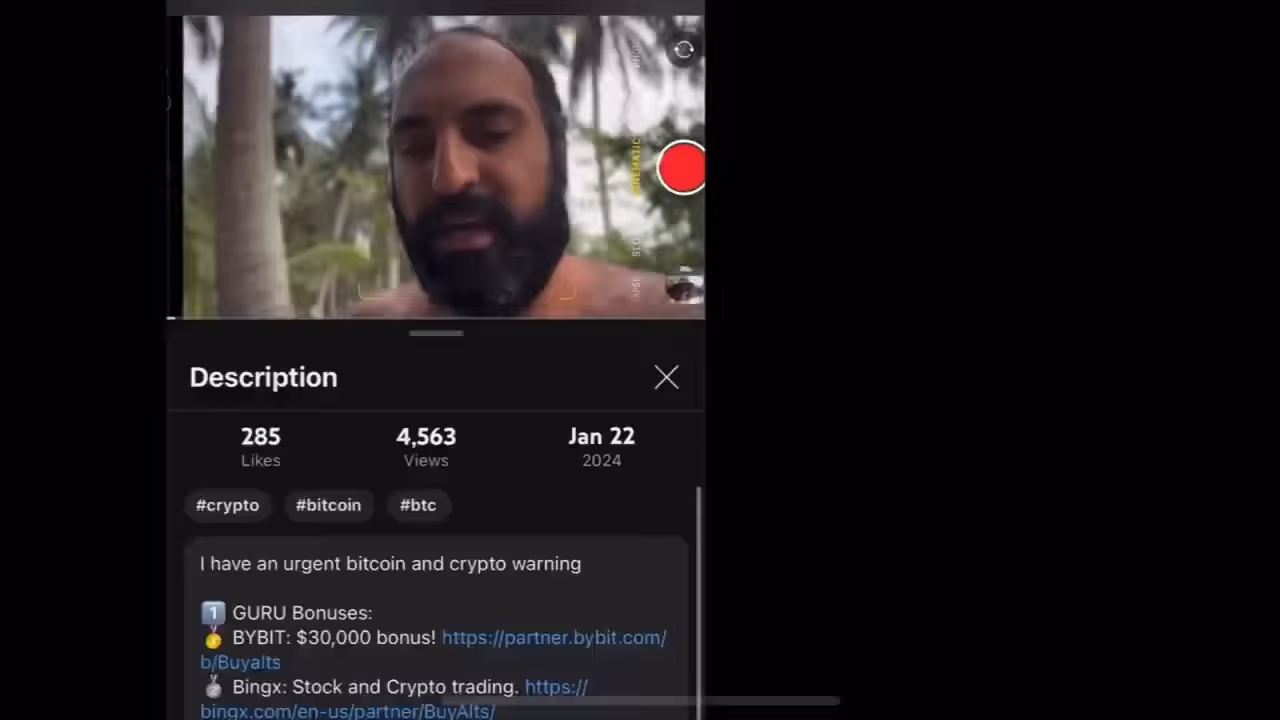 CINEMATIC
Description
285
Likes
4,563
Views
Jan 22
2024
#crypto
#bitcoin
#btc
I have an urgent bitcoin and crypto warning
1️⃣ GURU Bonuses:
🥇 BYBIT: $30,000 bonus! https://partner.bybit.com/
b/Buyalts
🥈 Bingx: Stock and Crypto trading. https://
bingx.com/en-us/partner/BuyAlts/